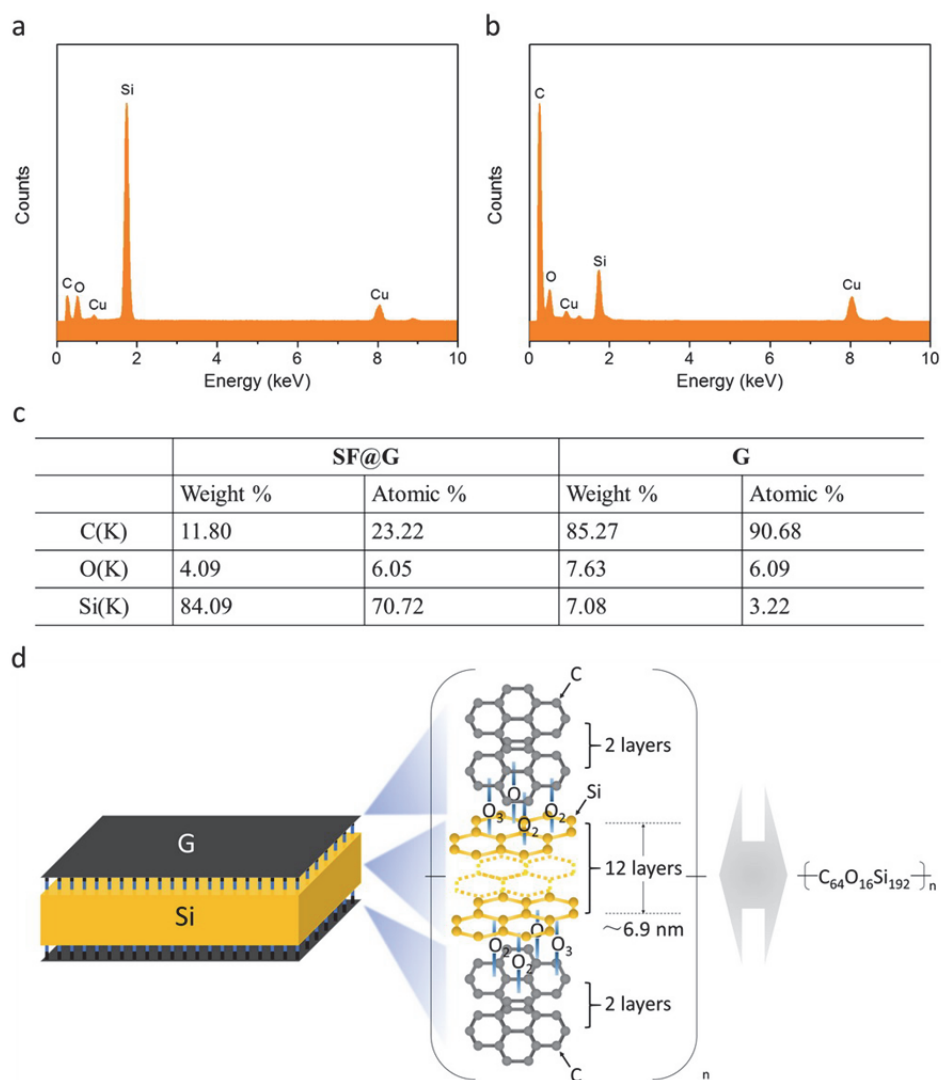 a
Counts
Si
C
O
Cu
Cu
0 2 4 6 8 10
Energy (keV)
b
Counts
C
O
Cu
Si
Cu
0 2 4 6 8 10
Energy (keV)
c
SF@G G
Weight % Atomic % Weight % Atomic %
C(K) 11.80 23.22 85.27 90.68
O(K) 4.09 6.05 7.63 6.09
Si(K) 84.09 70.72 7.08 3.22
d
G
Si
C
2 layers
O
Si
O₃ O₂ O₂
12 layers
~6.9 nm
O
O₂ O₂ O₃
2 layers
C
n
C₆₄O₁₆Si₁₉₂
n